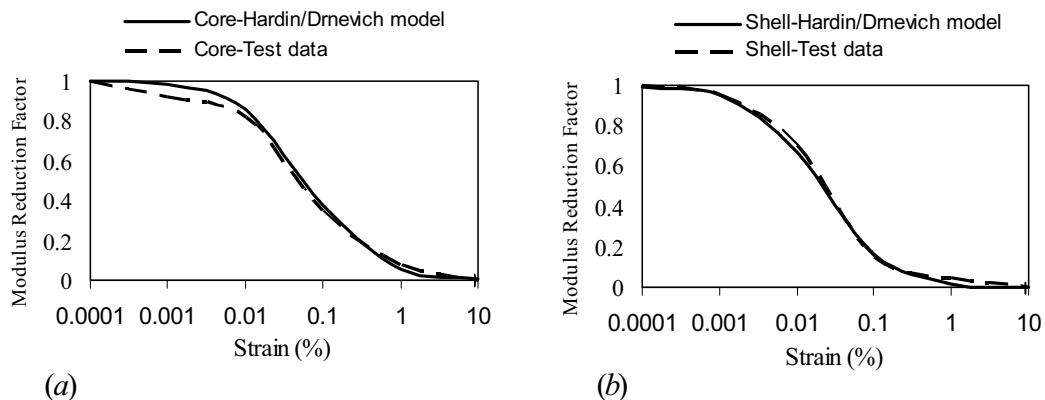 Core-Hardin/Drnevich model
Core-Test data
Modulus Reduction Factor
1
0.8
0.6
0.4
0.2
0
0.0001 0.001 0.01 0.1 1 10
Strain (%)
(a)
Shell-Hardin/Drnevich model
Shell-Test data
Modulus Reduction Factor
1
0.8
0.6
0.4
0.2
0
0.0001 0.001 0.01 0.1 1 10
Strain (%)
(b)